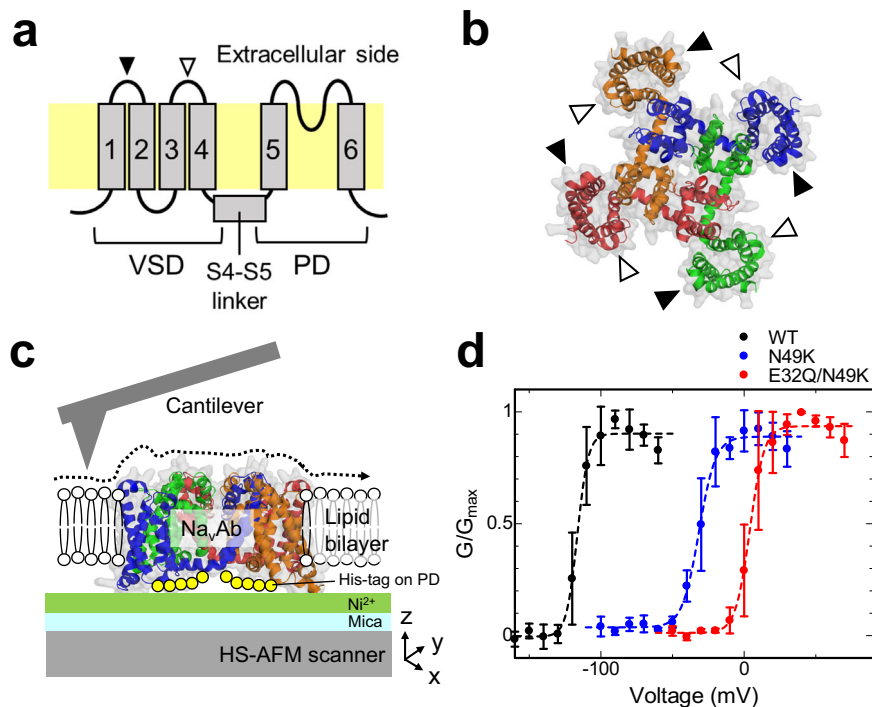 a
Extracellular side
1 2 3 4 5 6
VSD
S4-S5
linker
PD
b
c
Cantilever
NavAb
Lipid
bilayer
His-tag on PD
Ni2+
Mica
HS-AFM scanner
z
y
x
d
WT
N49K
E32Q/N49K
1
0.5
0
G/Gmax
-100
0
Voltage (mV)